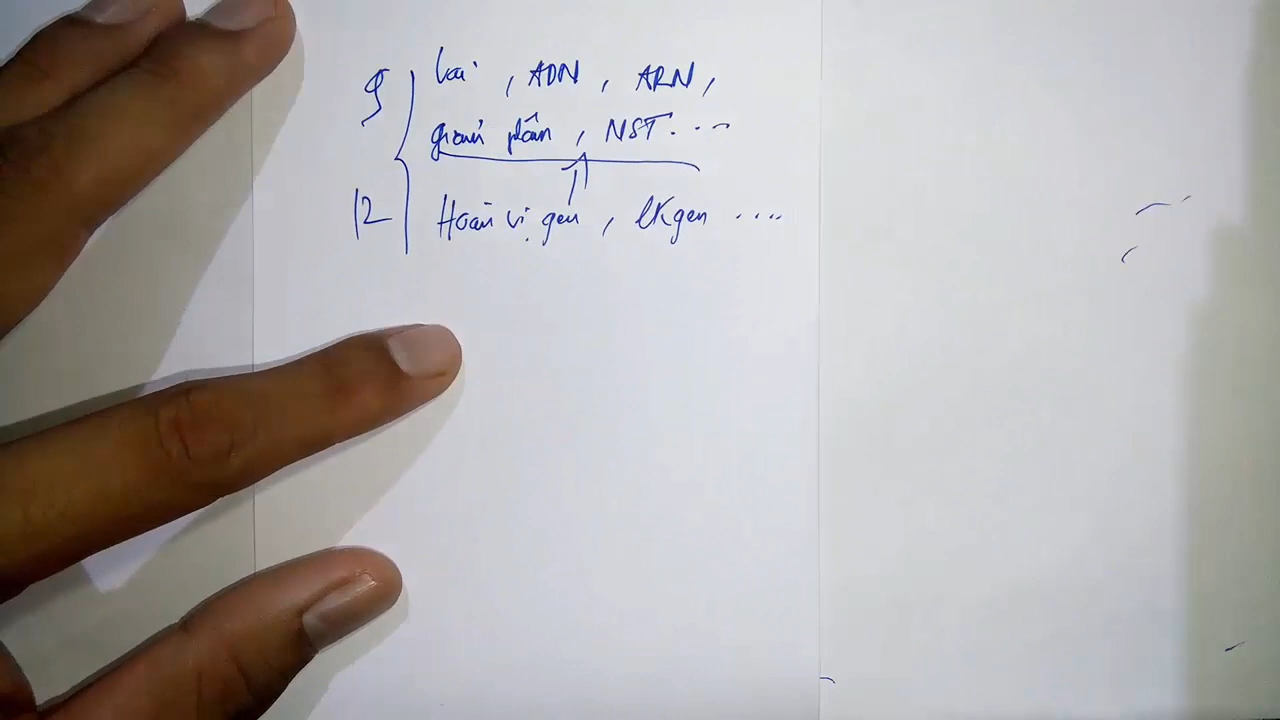 9 lai, ADN, ARN,
giảm phân, NST...
12 Hoán vị gen, LKgen ....